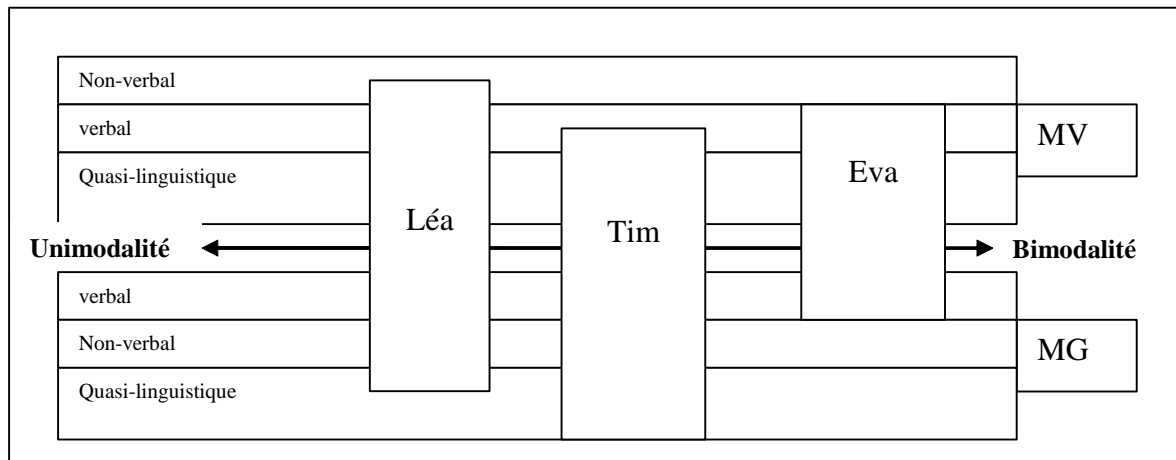 Non-verbal
verbal
MV
Quasi-linguistique
Eva
Léa
Tim
Unimodalité
Bimodalité
verbal
Non-verbal
MG
Quasi-linguistique